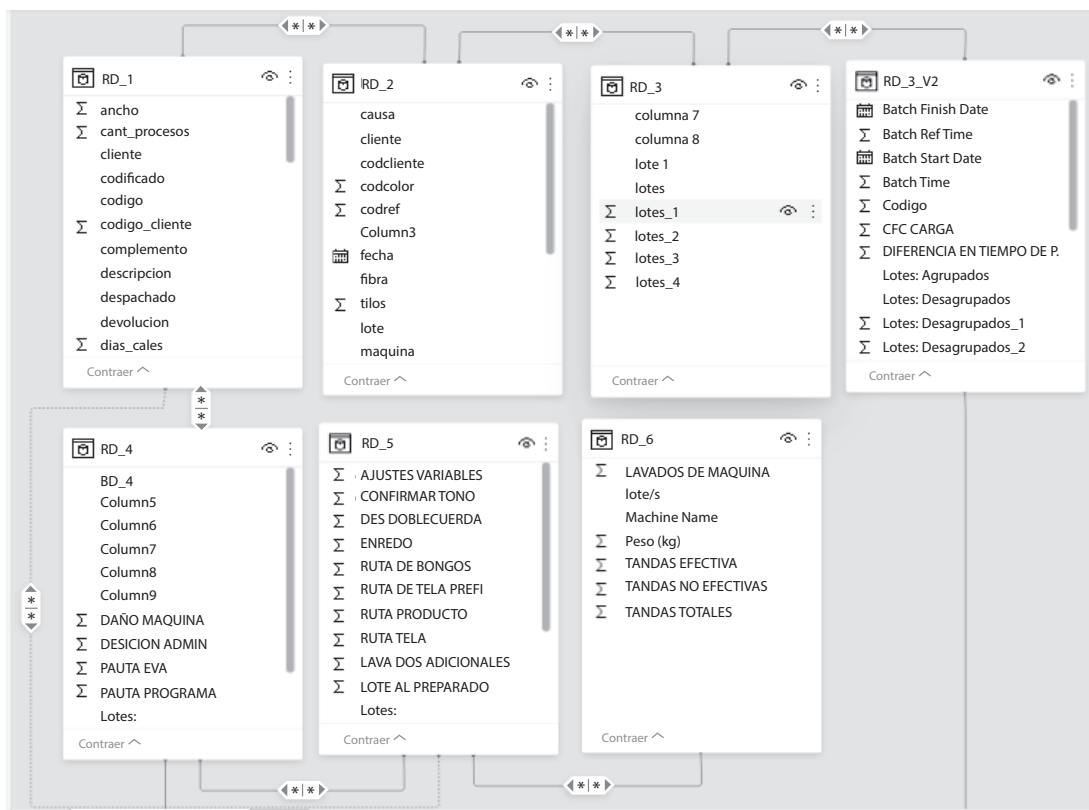 * | *
* | *
* | *
RD_1
ancho
cant_procesos
cliente
codificado
codigo
codigo_cliente
complemento
descripcion
despachado
devolucion
dias_cales
Contraer
RD_2
causa
cliente
codcliente
codcolor
codref
Column3
fecha
fibra
tilos
lote
maquina
Contraer
RD_3
columna 7
columna 8
lote 1
lotes
lotes_1
lotes_2
lotes_3
lotes_4
Contraer
RD_3_V2
Batch Finish Date
Batch Ref Time
Batch Start Date
Batch Time
Codigo
CFC CARGA
DIFERENCIA EN TIEMPO DE P.
Lotes: Agrupados
Lotes: Desagrupados
Lotes: Desagrupados_1
Lotes: Desagrupados_2
Contraer
* | *
* | *
RD_4
BD_4
Column5
Column6
Column7
Column8
Column9
DAÑO MAQUINA
DESICION ADMIN
PAUTA EVA
PAUTA PROGRAMA
Lotes:
Contraer
RD_5
AJUSTES VARIABLES
CONFIRMAR TONO
DES DOBLECUERDA
ENREDO
RUTA DE BONGOS
RUTA DE TELA PREFI
RUTA PRODUCTO
RUTA TELA
LAVA DOS ADICIONALES
LOTE AL PREPARADO
Lotes:
Contraer
RD_6
LAVADOS DE MAQUINA
lote/s
Machine Name
Peso (kg)
TANDAS EFECTIVA
TANDAS NO EFECTIVAS
TANDAS TOTALES
Contraer
* | *
* | *